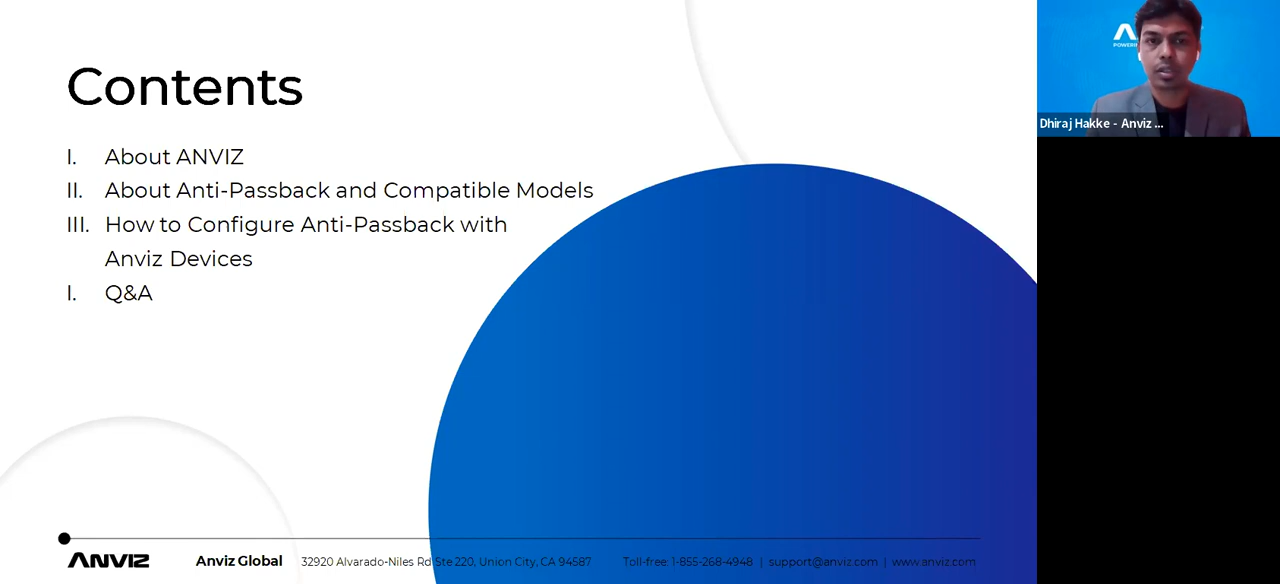 Contents
I. About ANVIZ
II. About Anti-Passback and Compatible Models
III. How to Configure Anti-Passback with
Anviz Devices
I. Q&A
ANVIZ Anviz Global 32920 Alvarado-Niles Rd Ste 220, Union City, CA 94587 Toll-free: 1-855-268-4948 | support@anviz.com | www.anviz.com
Dhiraj Hakke - Anviz ...